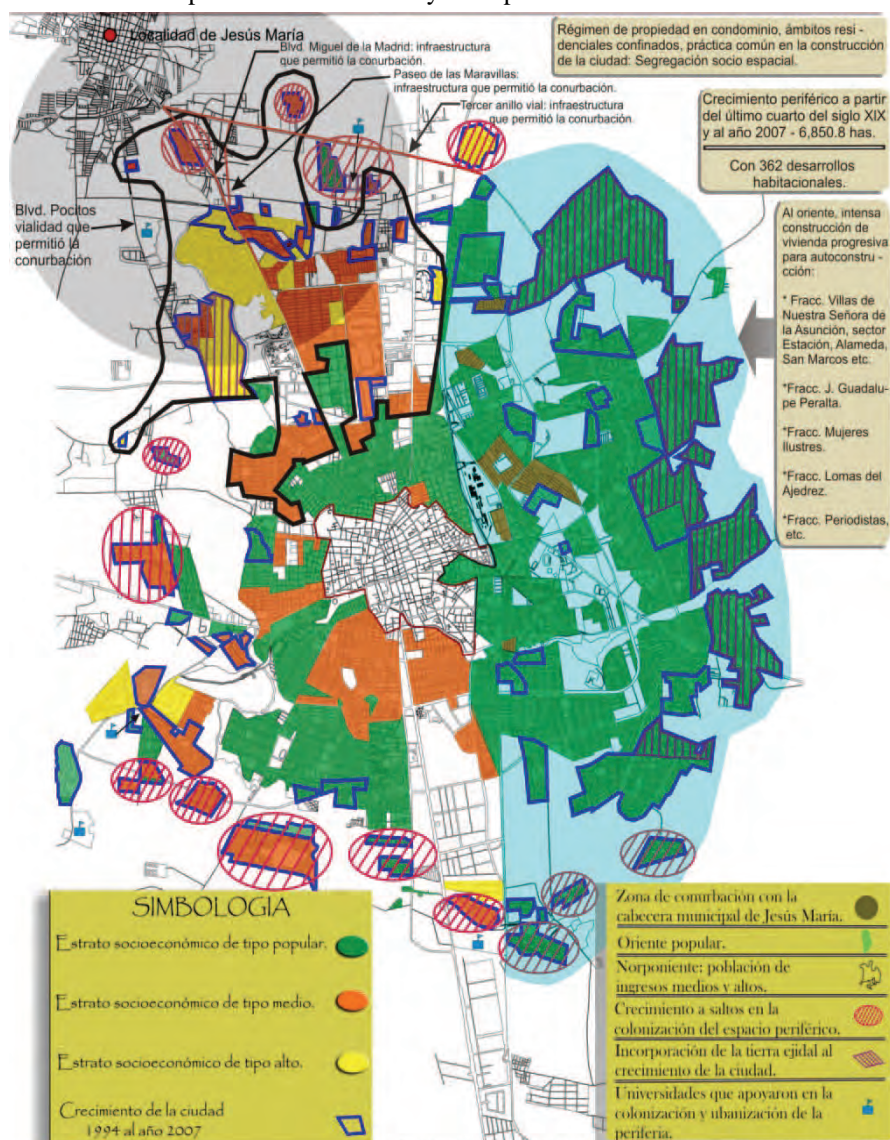 Localidad de Jesús María
Blvd. Miguel de la Madrid: infraestructura
que permitió la conurbación.
Paseo de las Maravillas:
infraestructura que permitió la conurbación.
Tercer anillo vial: infraestructura
que permitió la conurbación.
Blvd. Pocitos
vialidad que
permitió la
conurbación
Régimen de propiedad en condominio, ámbitos resi -
denciales confinados, práctica común en la construcción
de la ciudad: Segregación socio espacial.
Crecimiento periférico a partir
del último cuarto del siglo XIX
y al año 2007 - 6,850.8 has.
Con 362 desarrollos
habitacionales.
Al oriente, intensa
construcción de
vivienda progresiva
para autoconstru -
cción:
* Fracc. Villas de
Nuestra Señora de
la Asunción, sector
Estación, Alameda,
San Marcos etc.
*Fracc. J. Guadalu-
pe Peralta.
*Fracc. Mujeres
Ilustres.
*Fracc. Lomas del
Ajedrez.
*Fracc. Periodistas,
etc.
SIMBOLOGIA
Estrato socioeconómico de tipo popular.
Estrato socioeconómico de tipo medio.
Estrato socioeconómico de tipo alto.
Crecimiento de la ciudad
1994 al año 2007
Zona de conurbación con la
cabecera municipal de Jesús María.
Oriente popular.
Norponiente: población de
ingresos medios y altos.
Crecimiento a saltos en la
colonización del espacio periférico.
Incorporación de la tierra ejidal al
crecimiento de la ciudad.
Universidades que apoyaron en la
colonización y ubanización de la
periferia.